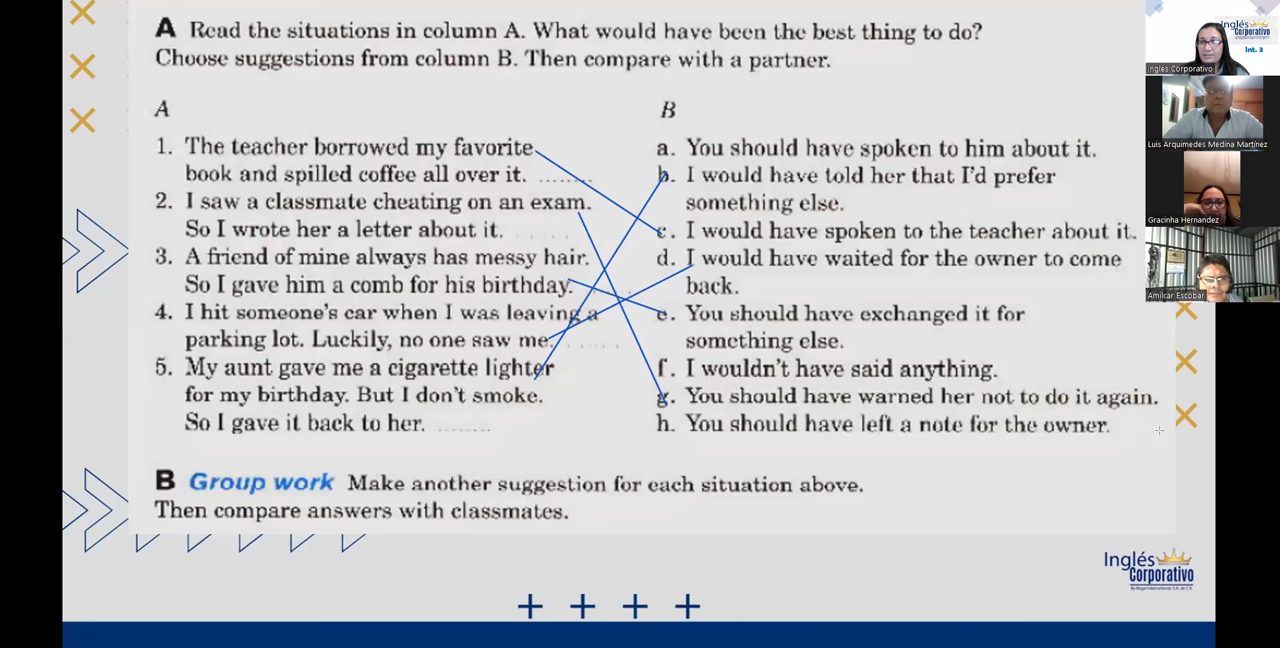 A Read the situations in column A. What would have been the best thing to do?
Choose suggestions from column B. Then compare with a partner.
A
1. The teacher borrowed my favorite
book and spilled coffee all over it. ........
2. I saw a classmate cheating on an exam.
So I wrote her a letter about it.
3. A friend of mine always has messy hair.
So I gave him a comb for his birthday.
4. I hit someone's car when I was leaving a
parking lot. Luckily, no one saw me. ........
5. My aunt gave me a cigarette lighter
for my birthday. But I don't smoke.
So I gave it back to her. ........
B
a. You should have spoken to him about it.
b. I would have told her that I'd prefer
something else.
c. I would have spoken to the teacher about it.
d. I would have waited for the owner to come
back.
e. You should have exchanged it for
something else.
f. I wouldn't have said anything.
g. You should have warned her not to do it again.
h. You should have left a note for the owner.
B Group work Make another suggestion for each situation above.
Then compare answers with classmates.
Inglés
Corporativo
Inglés
Corporativo
Int. 3
Ingles Corporativo
Luis Arquimedes Medina Martinez
Gracinha Hernandez
Amilcar Escobar